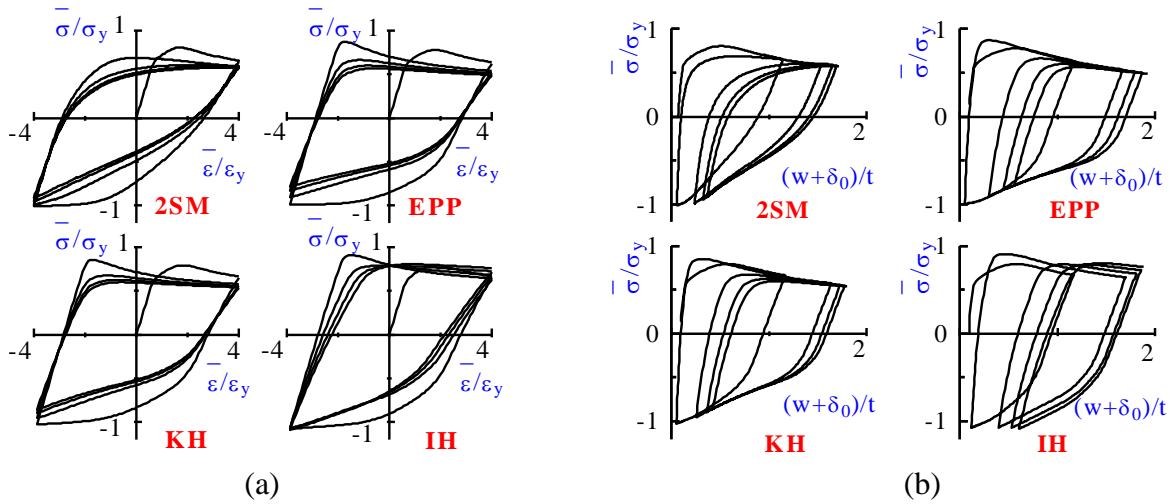 σ̅/σy 1 -4 4 ε̅/εy -1 2SM
σ̅/σy 1 4 ε̅/εy -1 EPP
σ̅/σy 1 -4 4 ε̅/εy -1 KH
σ̅/σy 1 -4 4 ε̅/εy -1 IH
(a)
σ̅/σy 1 0 2 (w+δ0)/t -1 2SM
σ̅/σy 1 0 2 (w+δ0)/t -1 EPP
σ̅/σy 1 0 2 (w+δ0)/t -1 KH
σ̅/σy 1 0 2 (w+δ0)/t -1 IH
(b)